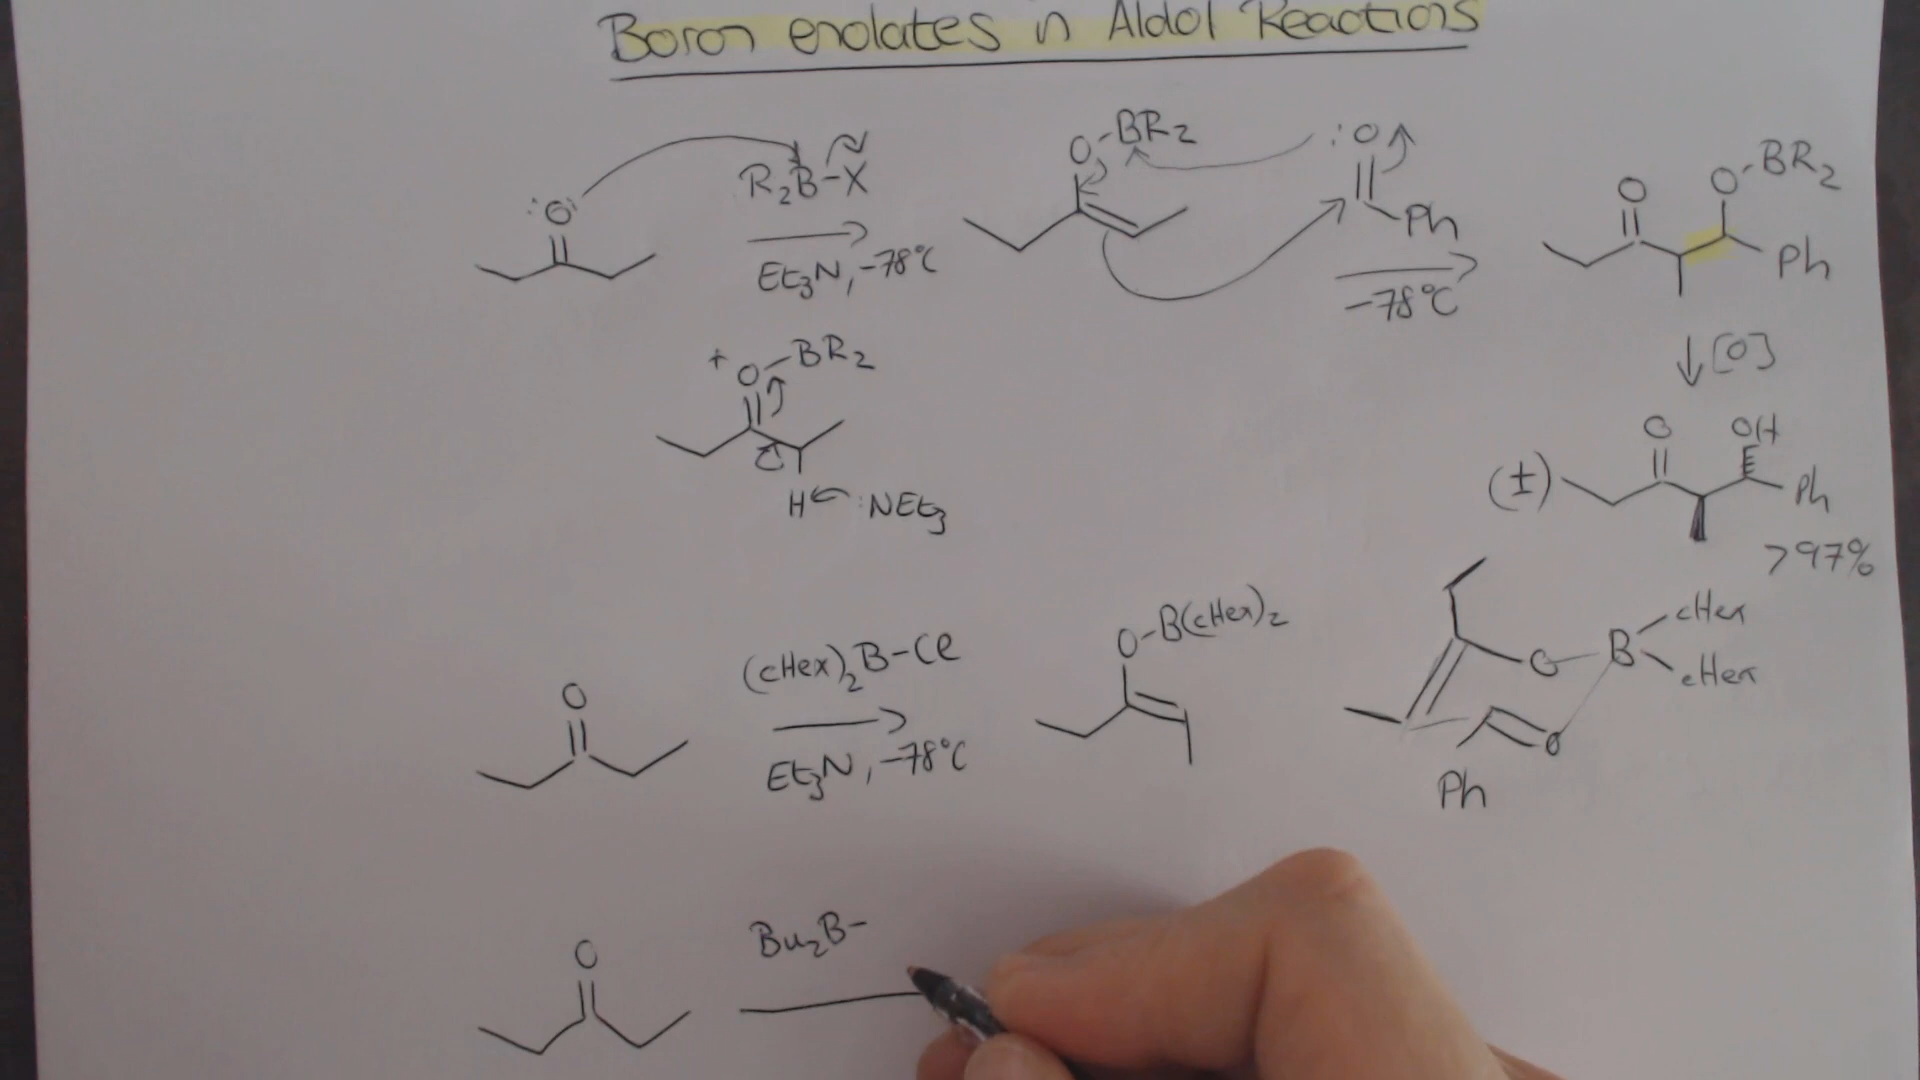 Boron enolates in Aldol Reactions
:O:
R₂B-X
Et₃N, -78°C
O-BR₂
:O
Ph
-78°C
O
O-BR₂
Ph
+
O-BR₂
H :NEt₃
[O]
(±)
O
OH
Ph
>97%
O
(cHex)₂B-Cl
Et₃N, -78°C
O-B(cHex)₂
O
B
cHex
cHex
O
Ph
O
Bu₂B-